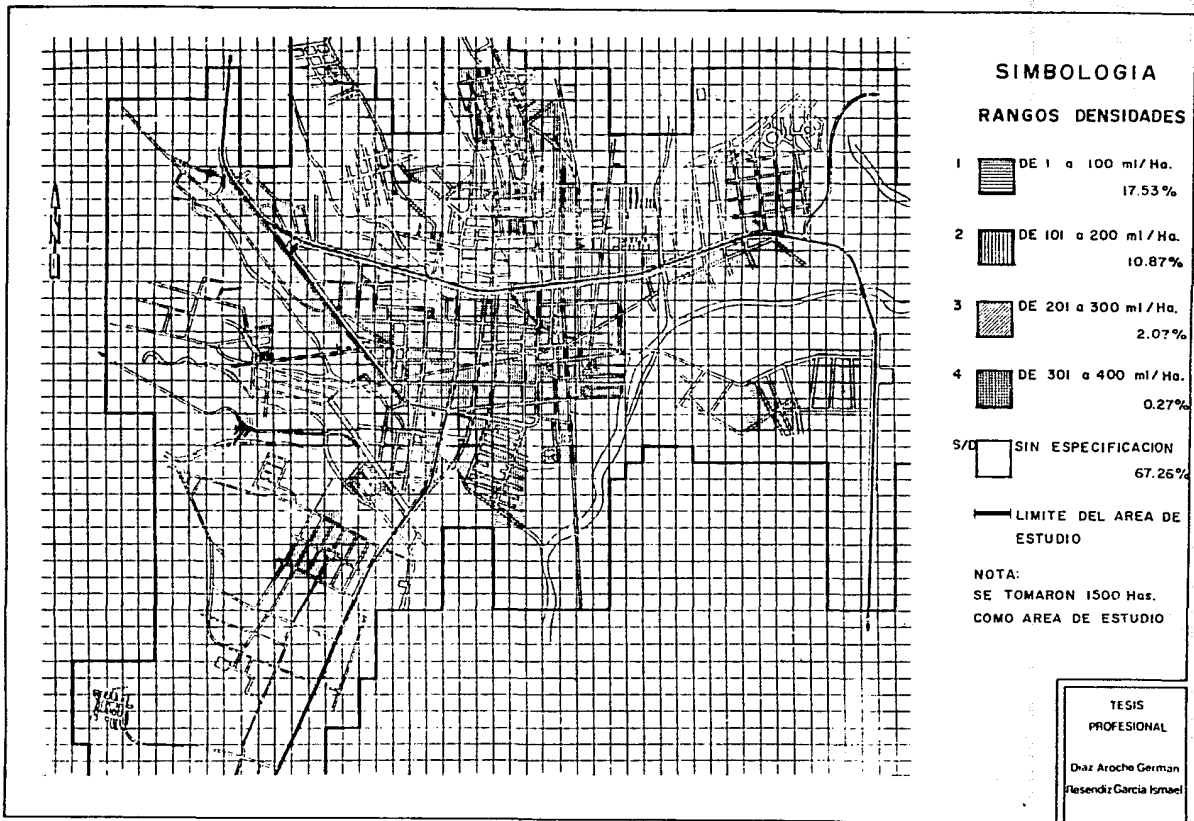 SIMBOLOGIA
RANGOS DENSIDADES
1 DE 1 a 100 ml/Ha.
17.53%
2 DE 101 a 200 ml/Ha.
10.87%
3 DE 201 a 300 ml/Ha.
2.07%
4 DE 301 a 400 ml/Ha.
0.27%
S/D SIN ESPECIFICACION
67.26%
LIMITE DEL AREA DE
ESTUDIO
NOTA:
SE TOMARON 1500 Has.
COMO AREA DE ESTUDIO
N
TESIS
PROFESIONAL
Diaz Aroche Germán
Resendiz Garcia Ismael